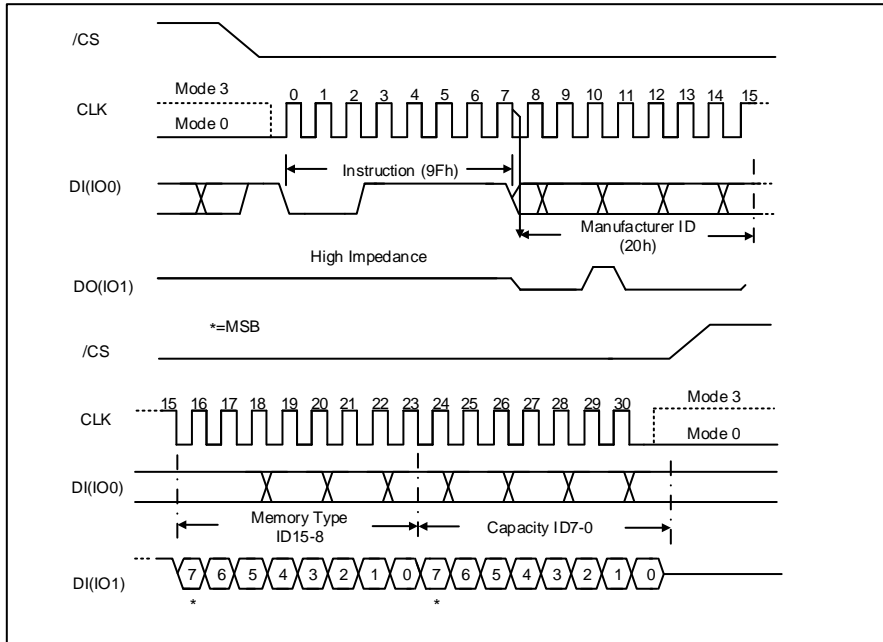 /CS
Mode 3
CLK
0 1 2 3 4 5 6 7 8 9 10 11 12 13 14 15
Mode 0
Instruction (9Fh)
DI(IO0)
Manufacturer ID
(20h)
High Impedance
DO(IO1)
*=MSB
/CS
15 16 17 18 19 20 21 22 23 24 25 26 27 28 29 30
Mode 3
CLK
Mode 0
DI(IO0)
Memory Type
ID15-8
Capacity ID7-0
DI(IO1)
7 6 5 4 3 2 1 0 7 6 5 4 3 2 1 0
* *